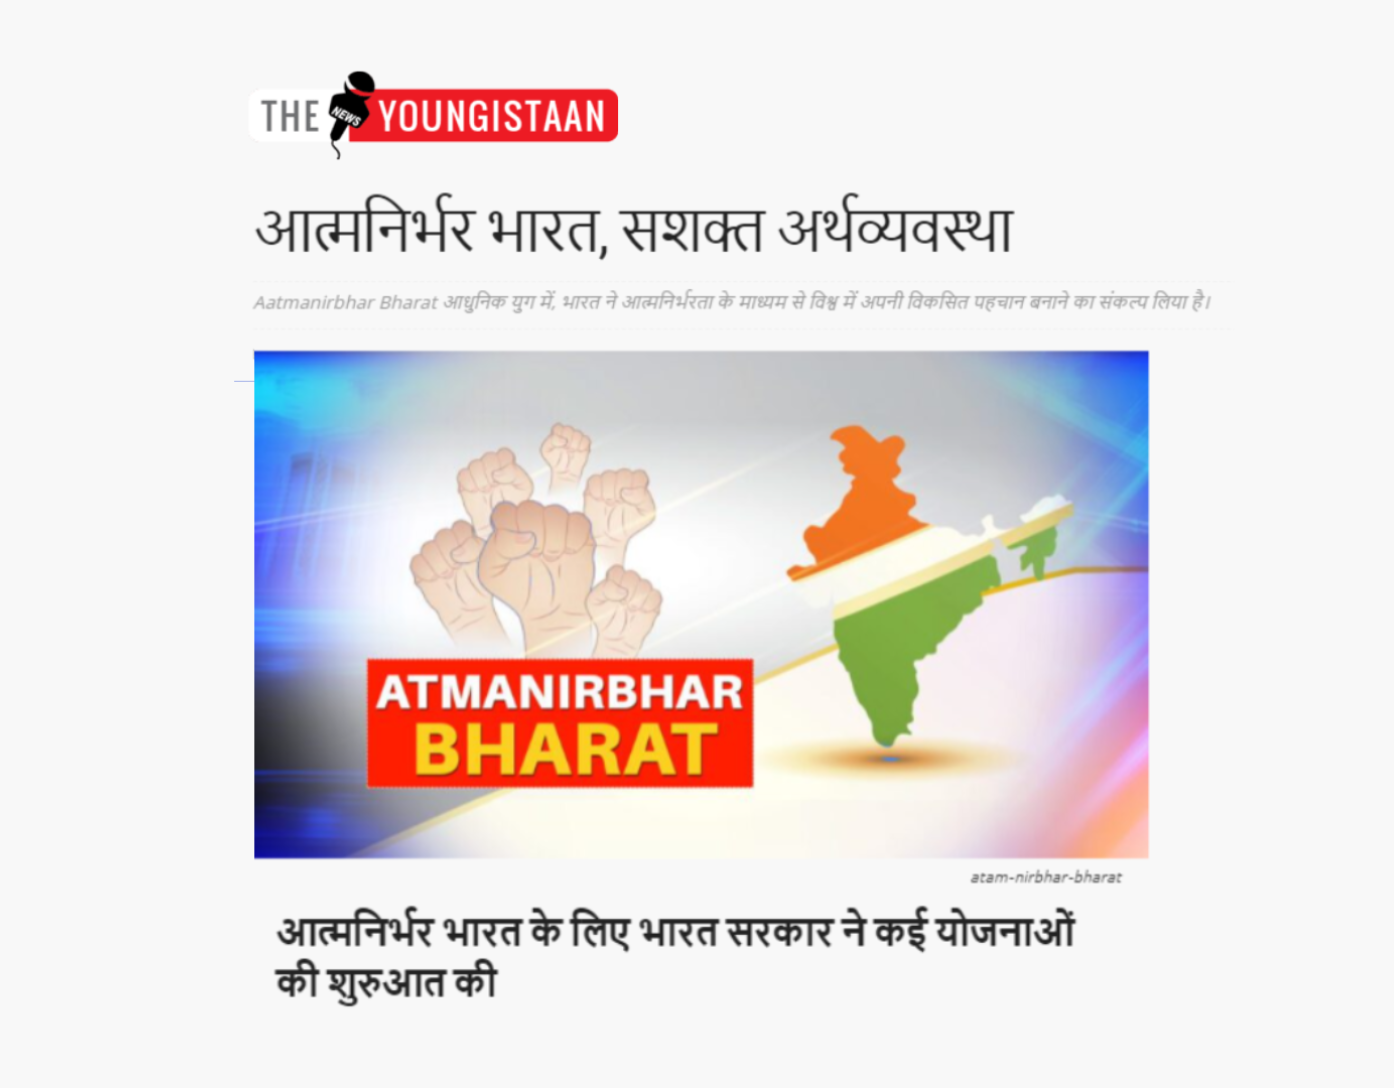 THE NEWS YOUNGISTAAN
आत्मनिर्भर भारत, सशक्त अर्थव्यवस्था
Aatmanirbhar Bharat आधुनिक युग में, भारत ने आत्मनिर्भरता के माध्यम से विश्व में अपनी विकसित पहचान बनाने का संकल्प लिया है।
ATMANIRBHAR
BHARAT
atam-nirbhar-bharat
आत्मनिर्भर भारत के लिए भारत सरकार ने कई योजनाओं
की शुरुआत की